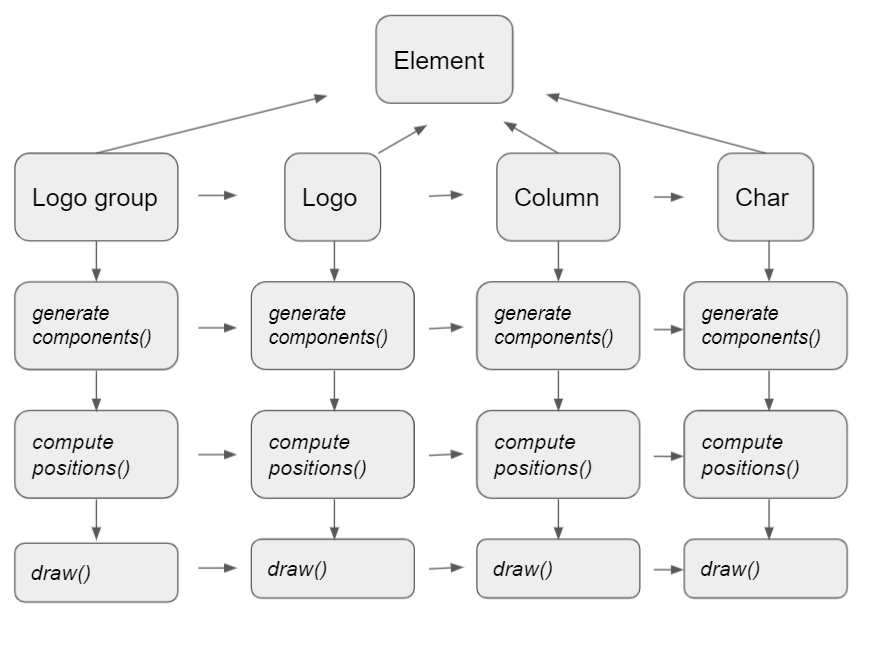 Element
Logo group
Logo
Column
Char
generate
components()
generate
components()
generate
components()
generate
components()
compute
positions()
compute
positions()
compute
positions()
compute
positions()
draw()
draw()
draw()
draw()